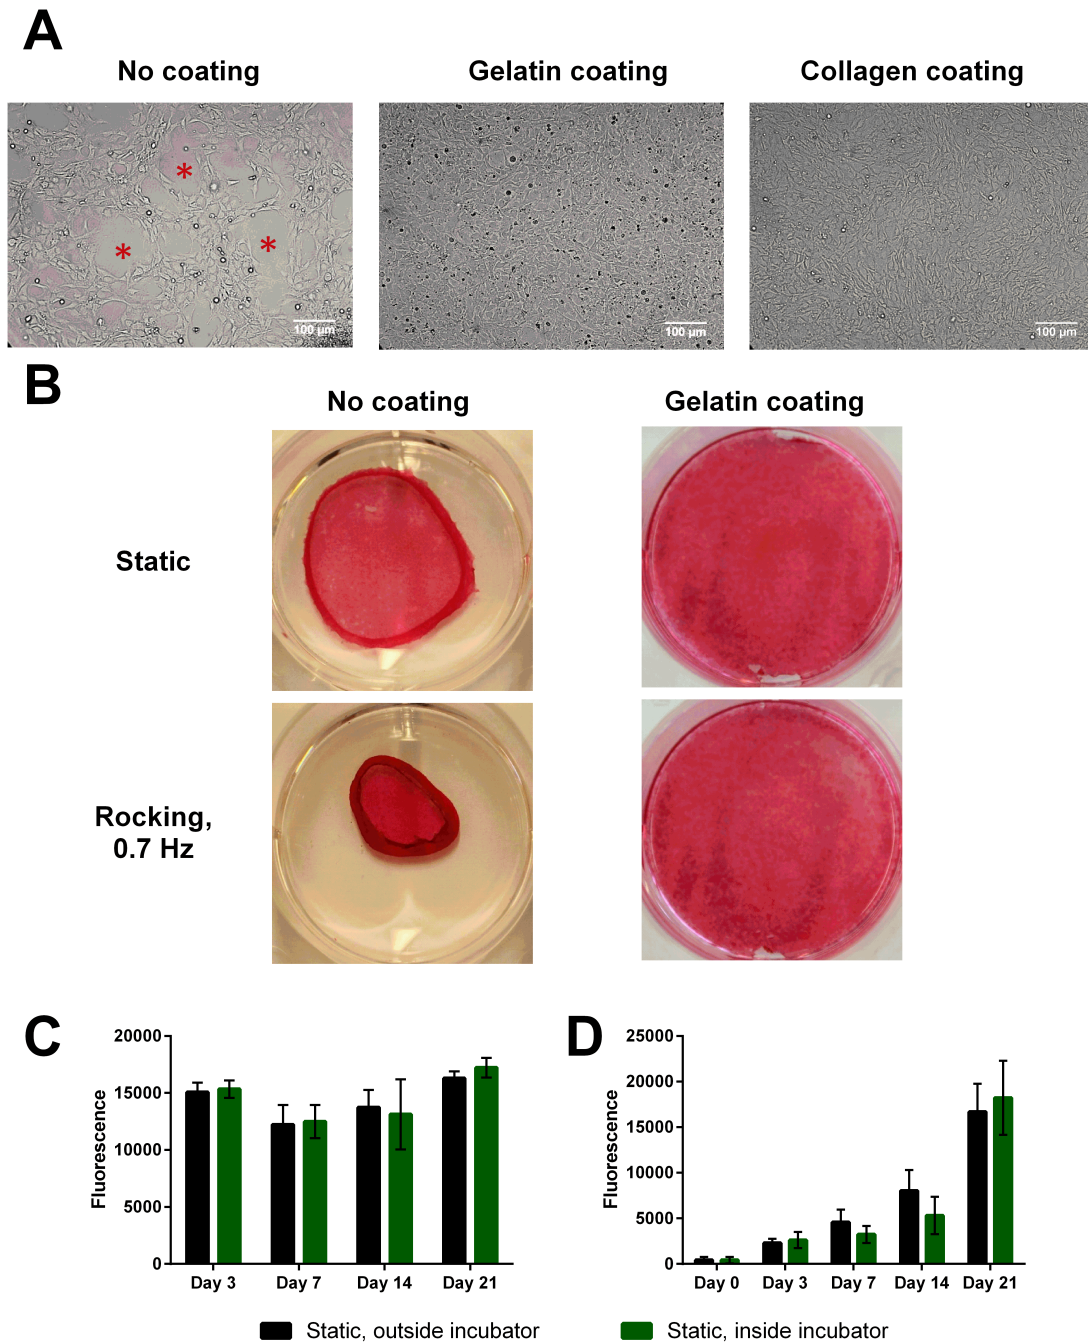 A
No coating
Gelatin coating
Collagen coating
*
*
*
100 µm
100 µm
100 µm
B
No coating
Gelatin coating
Static
Rocking,
0.7 Hz
C
Fluorescence
20000
15000
10000
5000
0
Day 3
Day 7
Day 14
Day 21
D
Fluorescence
25000
20000
15000
10000
5000
0
Day 0
Day 3
Day 7
Day 14
Day 21
Static, outside incubator
Static, inside incubator